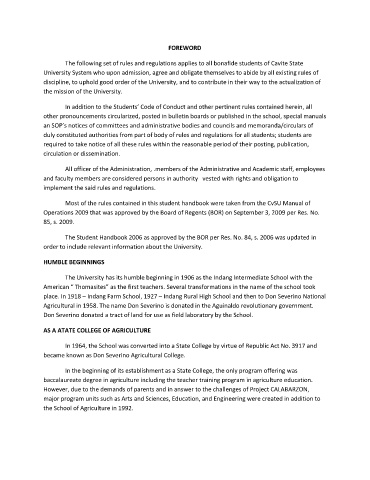 FOREWORD
The following set of rules and regulations applies to all bonafide students of Cavite State
University System who upon admission, agree and obligate themselves to abide by all existing rules of
discipline, to uphold good order of the University, and to contribute in their way to the actualization of
the mission of the University.
In addition to the Students' Code of Conduct and other pertinent rules contained herein, all
other pronouncements circularized, posted in bulletin boards or published in the school, special manuals
an SOP's notices of committees and administrative bodies and councils and memoranda/circulars of
duly constituted authorities from part of body of rules and regulations for all students; students are
required to take notice of all these rules within the reasonable period of their posting, publication,
circulation or dissemination.
All officer of the Administration, .members of the Administrative and Academic staff, employees
and faculty members are considered persons in authority vested with rights and obligation to
implement the said rules and regulations.
Most of the rules contained in this student handbook were taken from the CvSU Manual of
Operations 2009 that was approved by the Board of Regents (BOR) on September 3, 2009 per Res. No.
85, s. 2009.
The Student Handbook 2006 as approved by the BOR per Res. No. 84, s. 2006 was updated in
order to include relevant information about the University.
HUMBLE BEGINNINGS
The University has its humble beginning in 1906 as the Indang Intermediate School with the
American " Thomasites" as the first teachers. Several transformations in the name of the school took
place. In 1918 – Indang Farm School, 1927 – Indang Rural High School and then to Don Severino National
Agricultural in 1958. The name Don Severino is donated in the Aguinaldo revolutionary government.
Don Severino donated a tract of land for use as field laboratory by the School.
AS A ATATE COLLEGE OF AGRICULTURE
In 1964, the School was converted into a State College by virtue of Republic Act No. 3917 and
became known as Don Severino Agricultural College.
In the beginning of its establishment as a State College, the only program offering was
baccalaureate degree in agriculture including the teacher training program in agriculture education.
However, due to the demands of parents and in answer to the challenges of Project CALABARZON,
major program units such as Arts and Sciences, Education, and Engineering were created in addition to
the School of Agriculture in 1992.